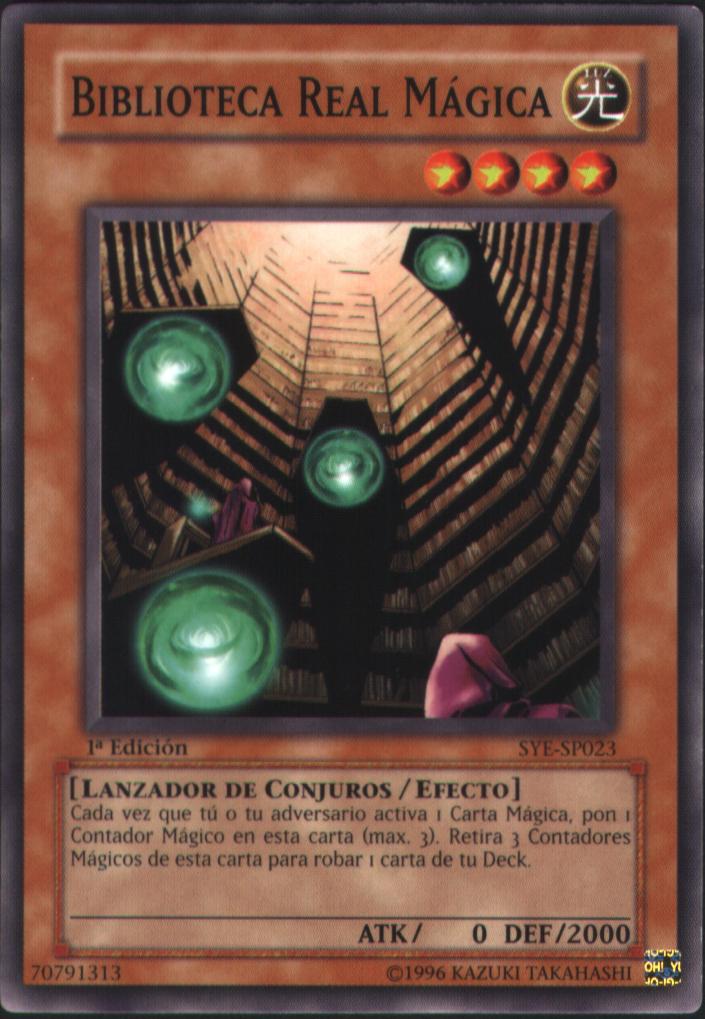 Biblioteca Real Mágica 光
1ª Edición SYE-SP023
[Lanzador de Conjuros / Efecto]
Cada vez que tú o tu adversario activa 1 Carta Mágica, pon 1
Contador Mágico en esta carta (max. 3). Retira 3 Contadores
Mágicos de esta carta para robar 1 carta de tu Deck.
ATK/ 0 DEF/2000
70791313 ©1996 KAZUKI TAKAHASHI